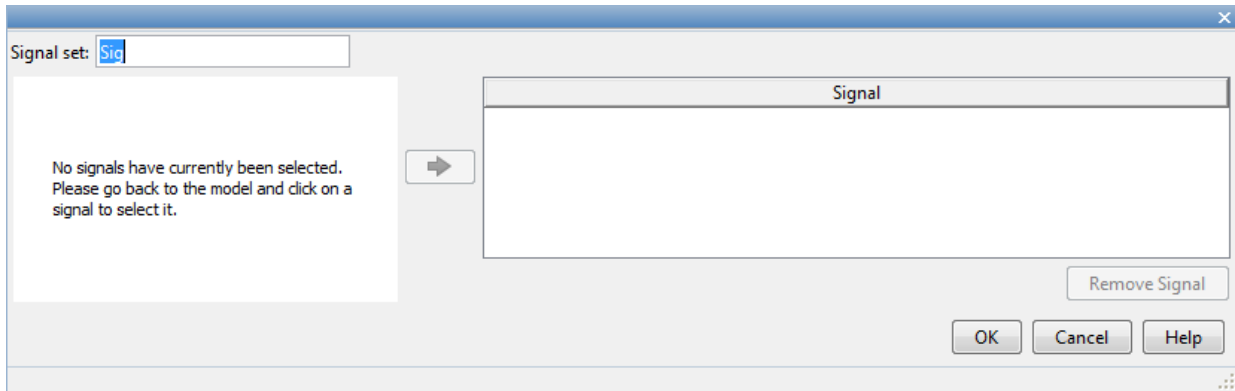 Signal set: Sig
No signals have currently been selected.
Please go back to the model and click on a
signal to select it.
Signal
Remove Signal
OK Cancel Help